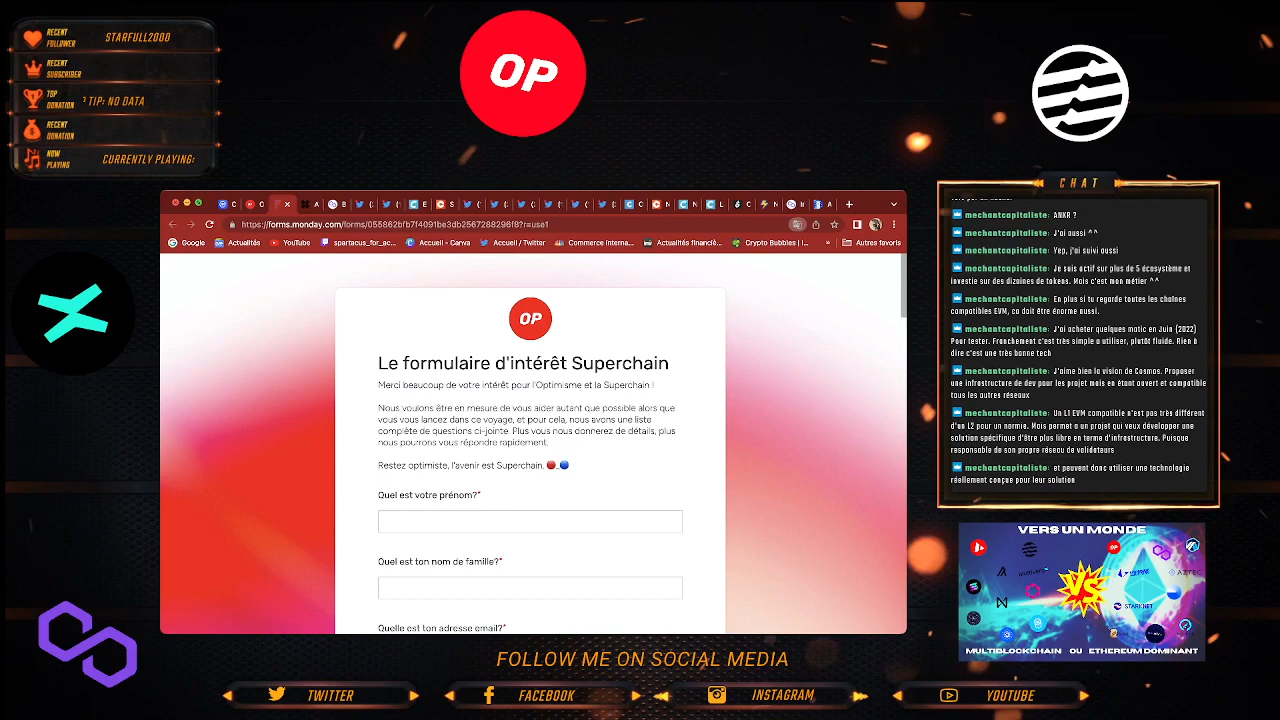 RECENT
FOLLOWER
STARFULL2000
RECENT
SUBSCRIBER
TOP
DONATION
TIP: NO DATA
RECENT
DONATION
NOW
PLAYING
CURRENTLY PLAYING:
OP
https://forms.monday.com/forms/055862bfb7f4091be3db2567288296f8?r=use1
Google
Actualités
YouTube
spartacus_for_ac...
Accueil - Canva
Accueil / Twitter
Commerce Interna...
Actualités financiè...
Crypto Bubbles | I...
»
Autres favoris
OP
Le formulaire d'intérêt Superchain
Merci beaucoup de votre intérêt pour l'Optimisme et la Superchain !
Nous voulons être en mesure de vous aider autant que possible alors que
vous vous lancez dans ce voyage, et pour cela, nous avons une liste
complète de questions ci-jointe. Plus vous nous donnerez de détails, plus
nous pourrons vous répondre rapidement.
Restez optimiste, l'avenir est Superchain.
Quel est votre prénom?*
Quel est ton nom de famille?*
Quelle est ton adresse email?*
CHAT
mechantcapitaliste: ANKR ?
mechantcapitaliste: J'ai aussi ^^
mechantcapitaliste: Yep, j'ai suivi aussi
mechantcapitaliste: Je suis actif sur plus de 5 écosystème et
investie sur des dizaines de tokens. Mais c'est mon métier ^^
mechantcapitaliste: En plus si tu regarde toutes les chaînes
compatibles EVM, ca doit être énorme aussi.
mechantcapitaliste: J'ai acheter quelques matic en Juin (2022)
Pour tester. Franchement c'est très simple a utiliser, plutôt fluide. Rien à
dire c'est une très bonne tech
mechantcapitaliste: J'aime bien la vision de Cosmos. Proposer
une infrastructure de dev pour les projet mais en étant ouvert et compatible
tous les autres réseaux
mechantcapitaliste: Un L1 EVM compatible n'est pas très différent
d'un L2 pour un normie. Mais permet a un projet qui veux développer une
solution spécifique d'être plus libre en terme d'infrastructure. Puisque
responsable de son propre réseau de validateurs
mechantcapitaliste: et peuvent donc utiliser une technologie
réellement conçue pour leur solution
VERS UN MONDE
OP
VS
STARKNET
AZTEC
MULTIBLOCKCHAIN OU ETHEREUM DOMINANT
FOLLOW ME ON SOCIAL MEDIA
TWITTER
FACEBOOK
INSTAGRAM
YOUTUBE